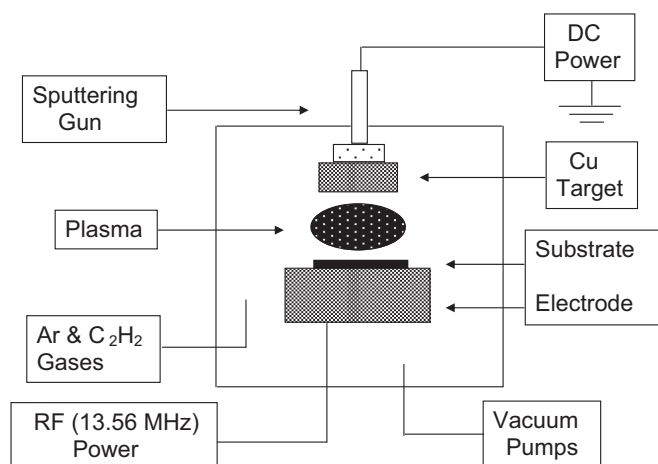 DC
Power
Sputtering
Gun
Cu
Target
Plasma
Substrate
Electrode
Ar & C₂H₂
Gases
RF (13.56 MHz)
Power
Vacuum
Pumps